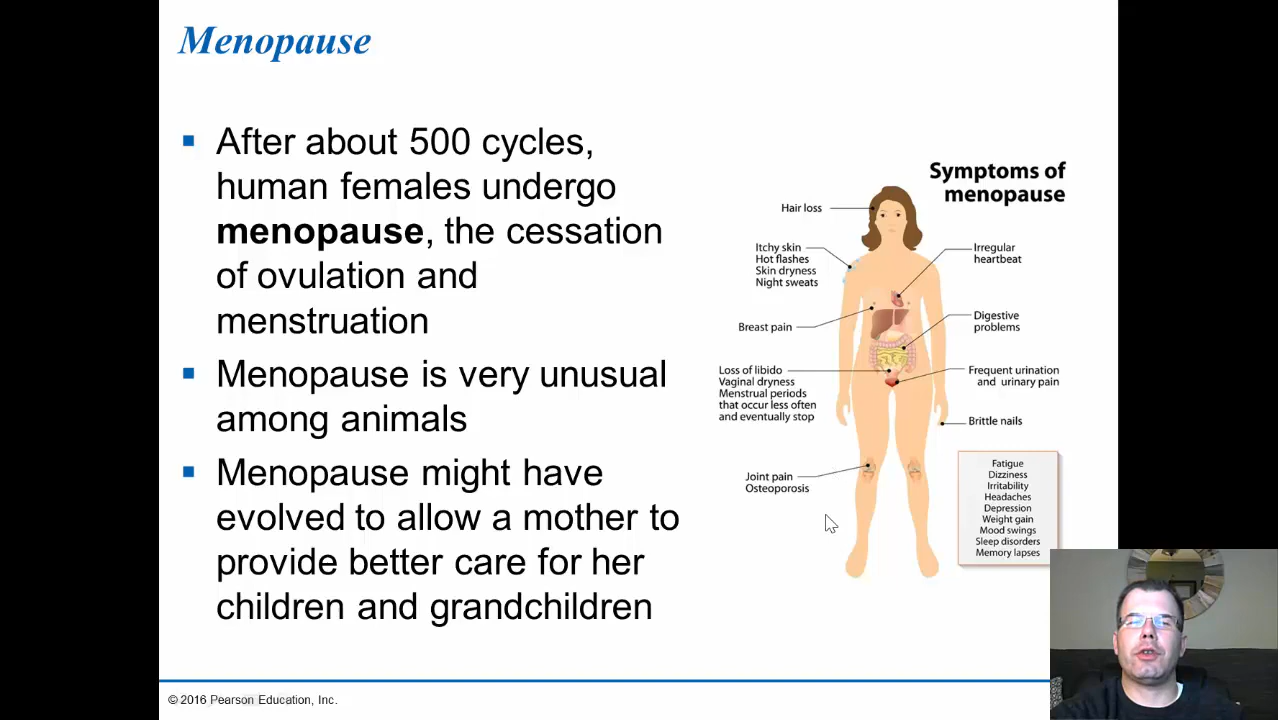 Menopause
▪ After about 500 cycles,
human females undergo
menopause, the cessation
of ovulation and
menstruation
▪ Menopause is very unusual
among animals
▪ Menopause might have
evolved to allow a mother to
provide better care for her
children and grandchildren
Symptoms of
menopause
Hair loss
Itchy skin
Hot flashes
Skin dryness
Night sweats
Breast pain
Loss of libido
Vaginal dryness
Menstrual periods
that occur less often
and eventually stop
Joint pain
Osteoporosis
Irregular
heartbeat
Digestive
problems
Frequent urination
and urinary pain
Brittle nails
Fatigue
Dizziness
Irritability
Headaches
Depression
Weight gain
Mood swings
Sleep disorders
Memory lapses
© 2016 Pearson Education, Inc.